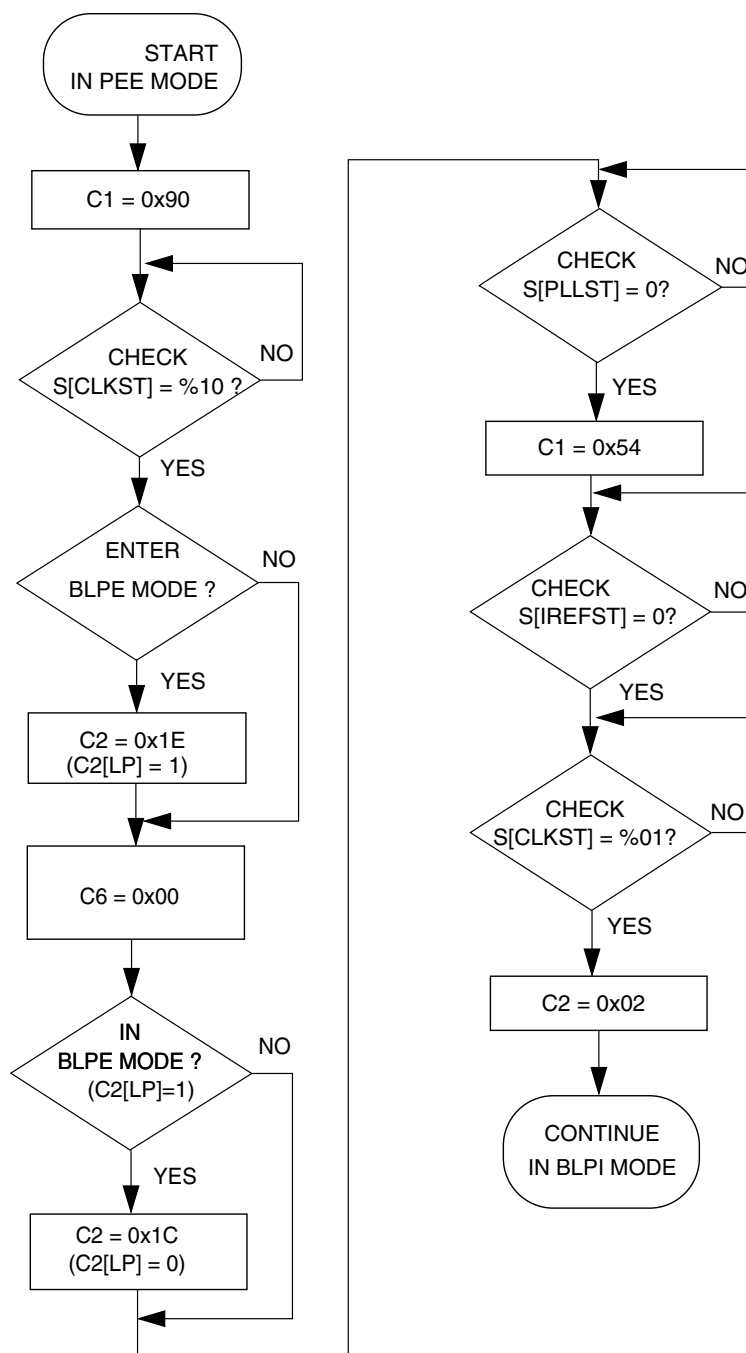 START
IN PEE MODE
C1 = 0x90
CHECK
S[CLKST] = %10 ?
NO
YES
ENTER
BLPE MODE ?
NO
YES
C2 = 0x1E
(C2[LP] = 1)
C6 = 0x00
IN
BLPE MODE ?
(C2[LP]=1)
NO
YES
C2 = 0x1C
(C2[LP] = 0)
CHECK
S[PLLST] = 0?
NO
YES
C1 = 0x54
CHECK
S[IREFST] = 0?
NO
YES
CHECK
S[CLKST] = %01?
NO
YES
C2 = 0x02
CONTINUE
IN BLPI MODE